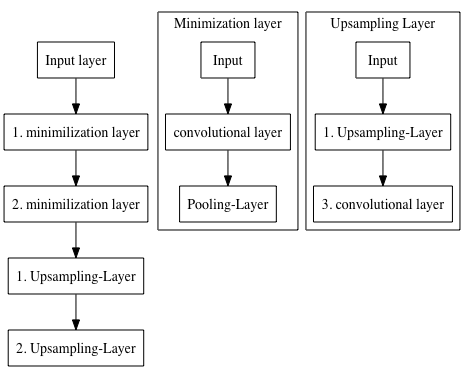 Input layer
1. minimilization layer
2. minimilization layer
1. Upsampling-Layer
2. Upsampling-Layer
Minimization layer
Input
convolutional layer
Pooling-Layer
Upsampling Layer
Input
1. Upsampling-Layer
3. convolutional layer